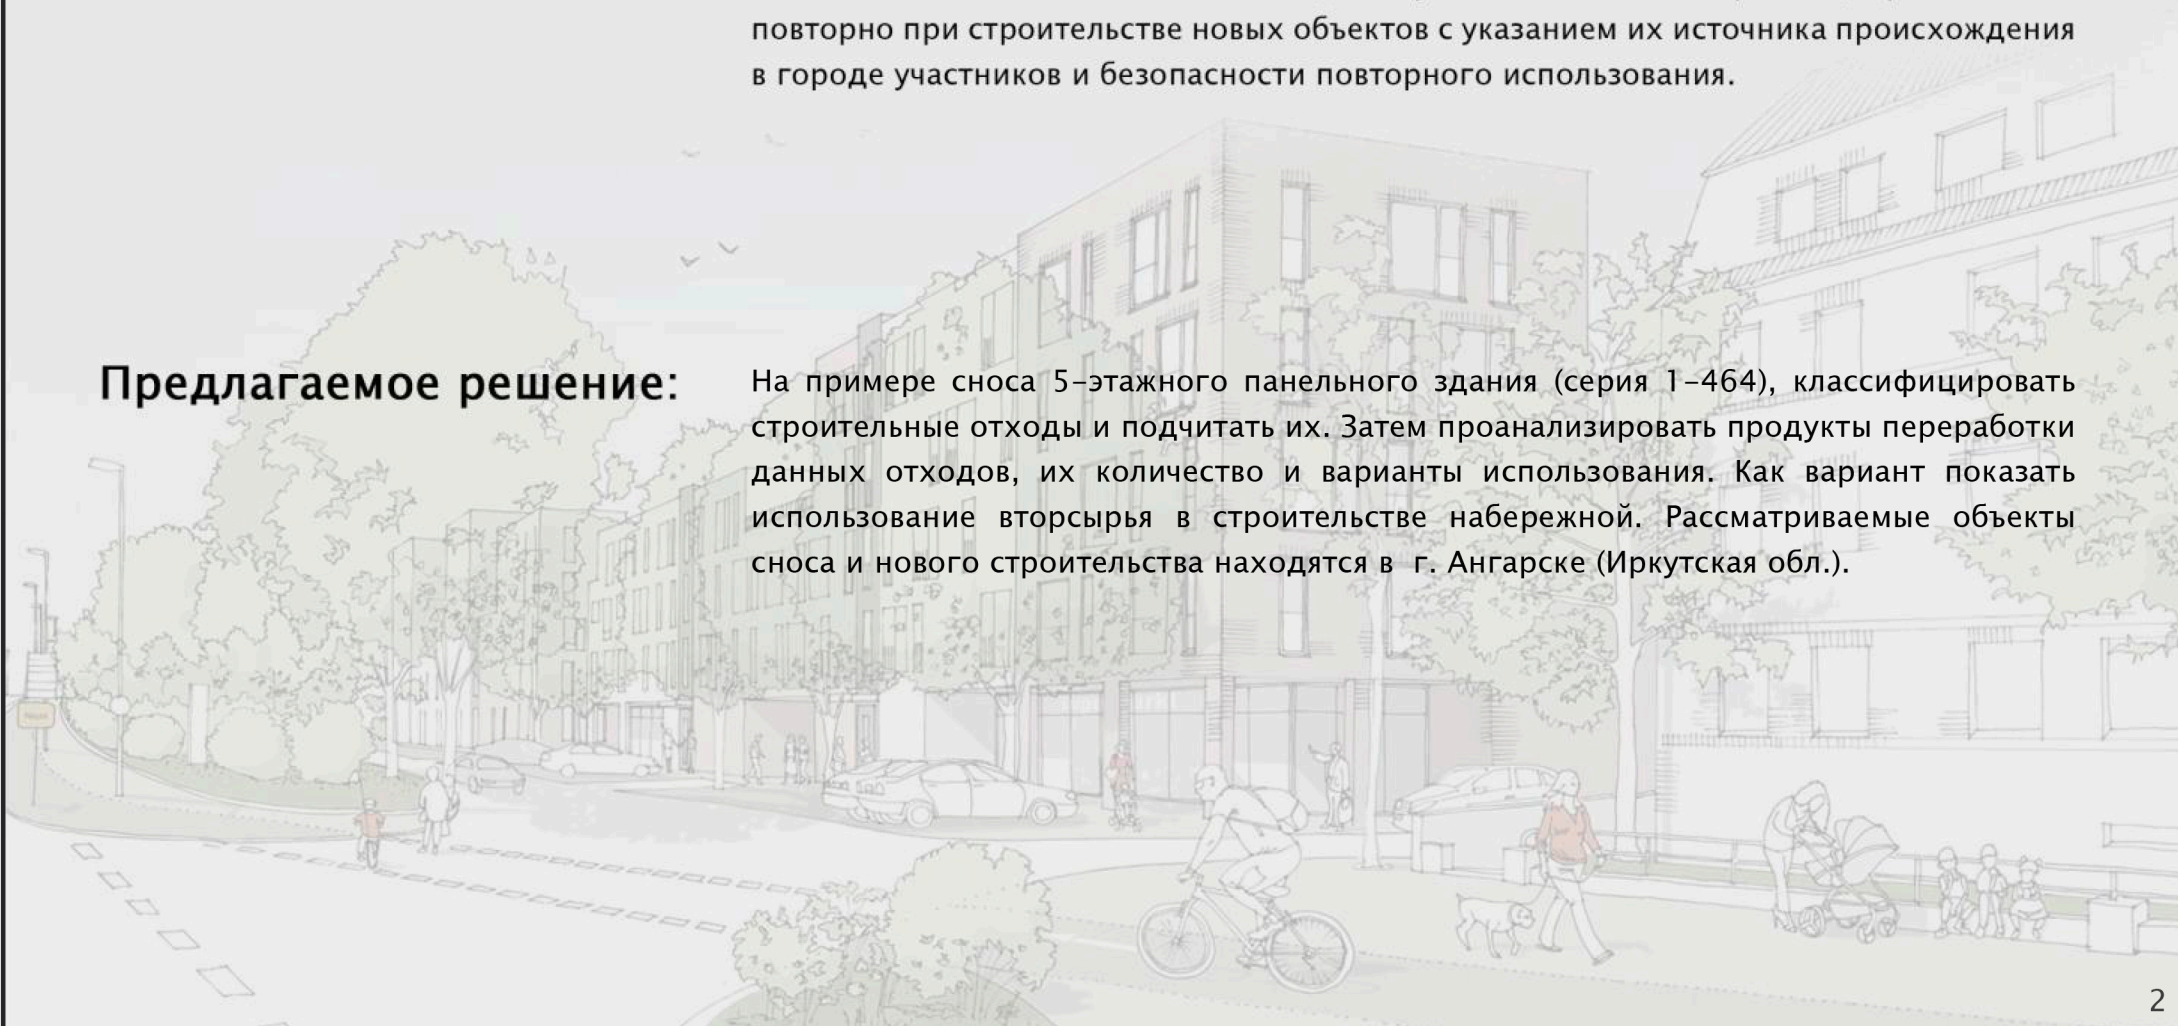 повторно при строительстве новых объектов с указанием их источника происхождения
в городе участников и безопасности повторного использования.
Предлагаемое решение:
На примере сноса 5-этажного панельного здания (серия 1-464), классифицировать
строительные отходы и подчитать их. Затем проанализировать продукты переработки
данных отходов, их количество и варианты использования. Как вариант показать
использование вторсырья в строительстве набережной. Рассматриваемые объекты
сноса и нового строительства находятся в г. Ангарске (Иркутская обл.).
2